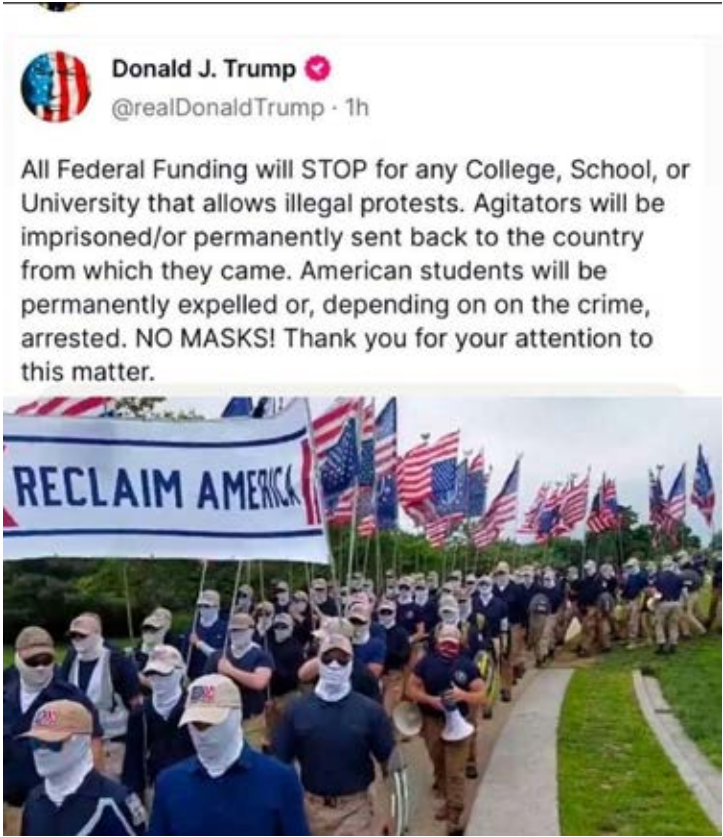 Donald J. Trump
@realDonaldTrump · 1h
All Federal Funding will STOP for any College, School, or
University that allows illegal protests. Agitators will be
imprisoned/or permanently sent back to the country
from which they came. American students will be
permanently expelled or, depending on on the crime,
arrested. NO MASKS! Thank you for your attention to
this matter.
RECLAIM AMERICA